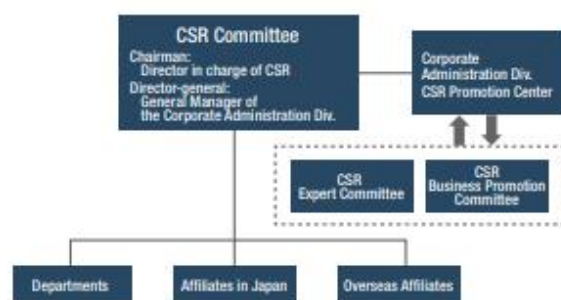 CSR Committee
Chairman:
Director in charge of CSR
Director-general:
General Manager of
the Corporate Administration Div.
Corporate
Administration Div.
CSR Promotion Center
CSR
Expert Committee
CSR
Business Promotion
Committee
Departments
Affiliates in Japan
Overseas Affiliates